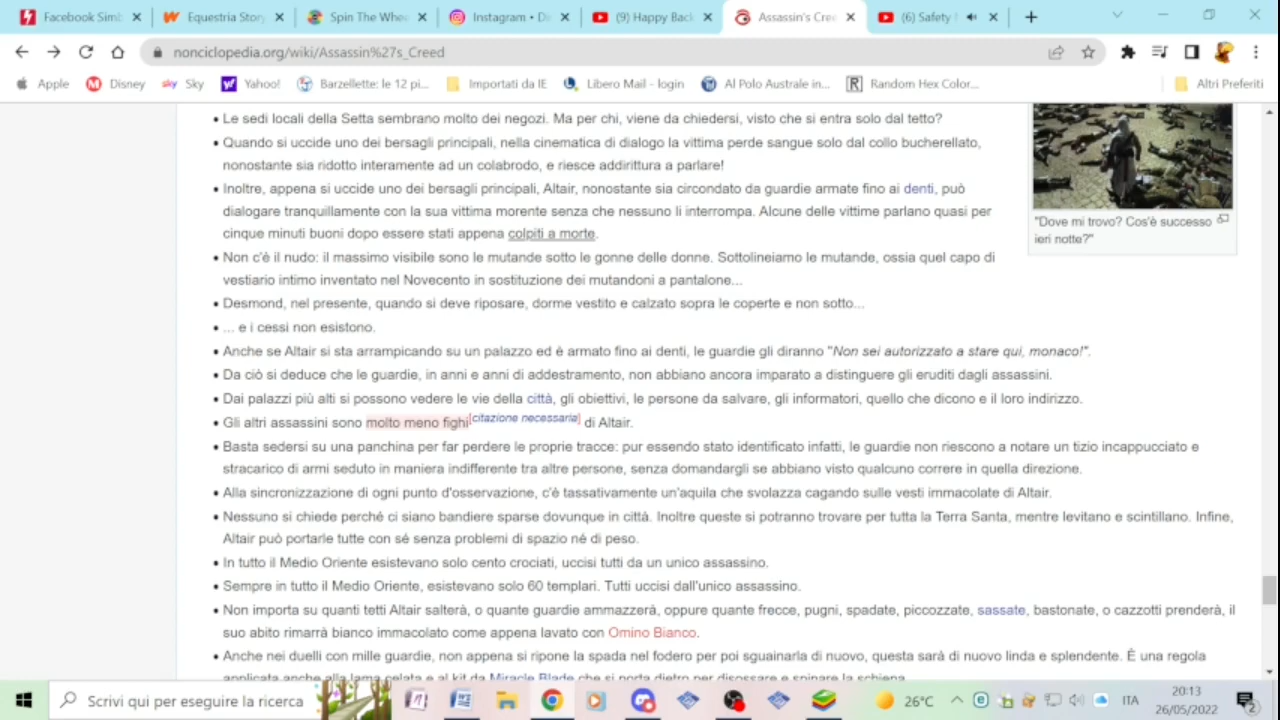 Facebook Simb
Equestria Story
Spin The Whee
Instagram • Di
(9) Happy Back
Assassin's Cree
(6) Safety
nonciclopedia.org/wiki/Assassin%27s_Creed
Apple
Disney
sky Sky
Yahoo!
Barzellette: le 12 pi...
Importati da IE
Libero Mail - login
Al Polo Australe in...
R Random Hex Color...
Altri Preferiti
• Le sedi locali della Setta sembrano molto dei negozi. Ma per chi, viene da chiedersi, visto che si entra solo dal tetto?
• Quando si uccide uno dei bersagli principali, nella cinematica di dialogo la vittima perde sangue solo dal collo bucherellato,
nonostante sia ridotto interamente ad un colabrodo, e riesce addirittura a parlare!
• Inoltre, appena si uccide uno dei bersagli principali, Altair, nonostante sia circondato da guardie armate fino ai denti, può
dialogare tranquillamente con la sua vittima morente senza che nessuno li interrompa. Alcune delle vittime parlano quasi per
cinque minuti buoni dopo essere stati appena colpiti a morte.
"Dove mi trovo? Cos'è successo
ieri notte?"
• Non c'è il nudo: il massimo visibile sono le mutande sotto le gonne delle donne. Sottolineiamo le mutande, ossia quel capo di
vestiario intimo inventato nel Novecento in sostituzione dei mutandoni a pantalone...
• Desmond, nel presente, quando si deve riposare, dorme vestito e calzato sopra le coperte e non sotto...
• ... e i cessi non esistono.
• Anche se Altair si sta arrampicando su un palazzo ed è armato fino ai denti, le guardie gli diranno "Non sei autorizzato a stare qui, monaco!".
• Da ciò si deduce che le guardie, in anni e anni di addestramento, non abbiano ancora imparato a distinguere gli eruditi dagli assassini.
• Dai palazzi più alti si possono vedere le vie della città, gli obiettivi, le persone da salvare, gli informatori, quello che dicono e il loro indirizzo.
• Gli altri assassini sono molto meno fighi[citazione necessaria] di Altair.
• Basta sedersi su una panchina per far perdere le proprie tracce: pur essendo stato identificato infatti, le guardie non riescono a notare un tizio incappucciato e
stracarico di armi seduto in maniera indifferente tra altre persone, senza domandargli se abbiano visto qualcuno correre in quella direzione.
• Alla sincronizzazione di ogni punto d'osservazione, c'è tassativamente un'aquila che svolazza cagando sulle vesti immacolate di Altair.
• Nessuno si chiede perché ci siano bandiere sparse dovunque in città. Inoltre queste si potranno trovare per tutta la Terra Santa, mentre levitano e scintillano. Infine,
Altair può portarle tutte con sé senza problemi di spazio né di peso.
• In tutto il Medio Oriente esistevano solo cento crociati, uccisi tutti da un unico assassino.
• Sempre in tutto il Medio Oriente, esistevano solo 60 templari. Tutti uccisi dall'unico assassino.
• Non importa su quanti tetti Altair salterà, o quante guardie ammazzerà, oppure quante frecce, pugni, spadate, piccozzate, sassate, bastonate, o cazzotti prenderà, il
suo abito rimarrà bianco immacolato come appena lavato con Omino Bianco.
• Anche nei duelli con mille guardie, non appena si ripone la spada nel fodero per poi sguainarla di nuovo, questa sarà di nuovo linda e splendente. È una regola
applicata anche alla lama celata e al kit da Miracle Blade che si porta dietro per disossare e spinare la schiena
Scrivi qui per eseguire la ricerca
26°C
ITA
20:13
26/05/2022
2